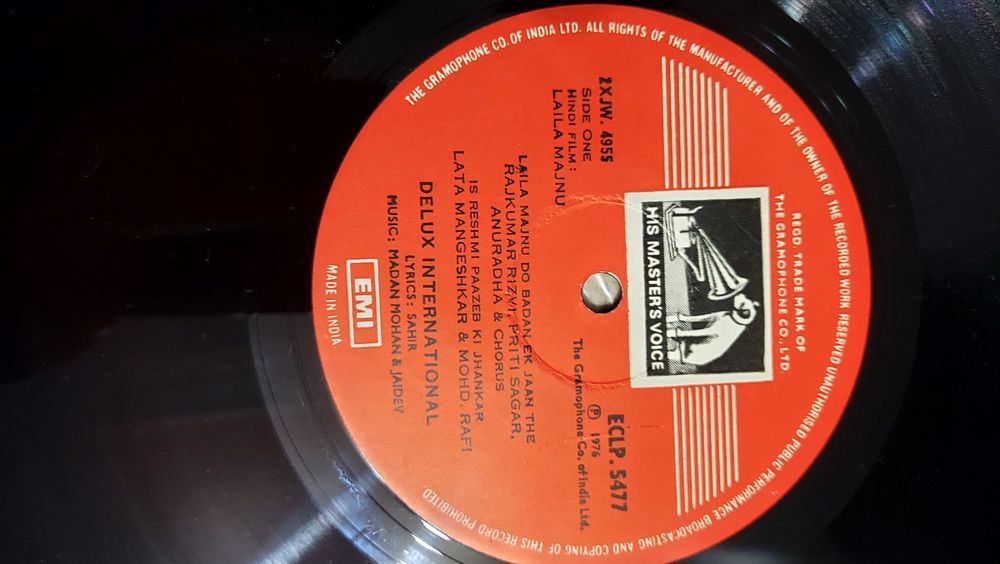 THE GRAMOPHONE CO. OF INDIA LTD. ALL RIGHTS OF THE MANUFACTURER AND OF THE OWNER OF THE RECORDED WORK RESERVED UNAUTHORISED PUBLIC PERFORMANCE BROADCASTING AND COPYING OF THIS RECORD PROHIBITED.
REGD. TRADE MARK OF
THE GRAMOPHONE CO., LTD.
HIS MASTER'S VOICE
2XJW. 4955
SIDE ONE
HINDI FILM:
LAILA MAJNU
ECLP. 5477
Ⓟ 1976
The Gramophone Co. of India Ltd.
LAILA MAJNU DO BADAN EK JAAN THE
RAJKUMAR RIZVI, PRITI SAGAR,
ANURADHA & CHORUS
IS RESHMI PAAZEB KI JHANKAR
LATA MANGESHKAR & MOHD. RAFI
DELUX INTERNATIONAL
LYRICS: SAHIR
MUSIC: MADAN MOHAN & JAIDEV
EMI
MADE IN INDIA